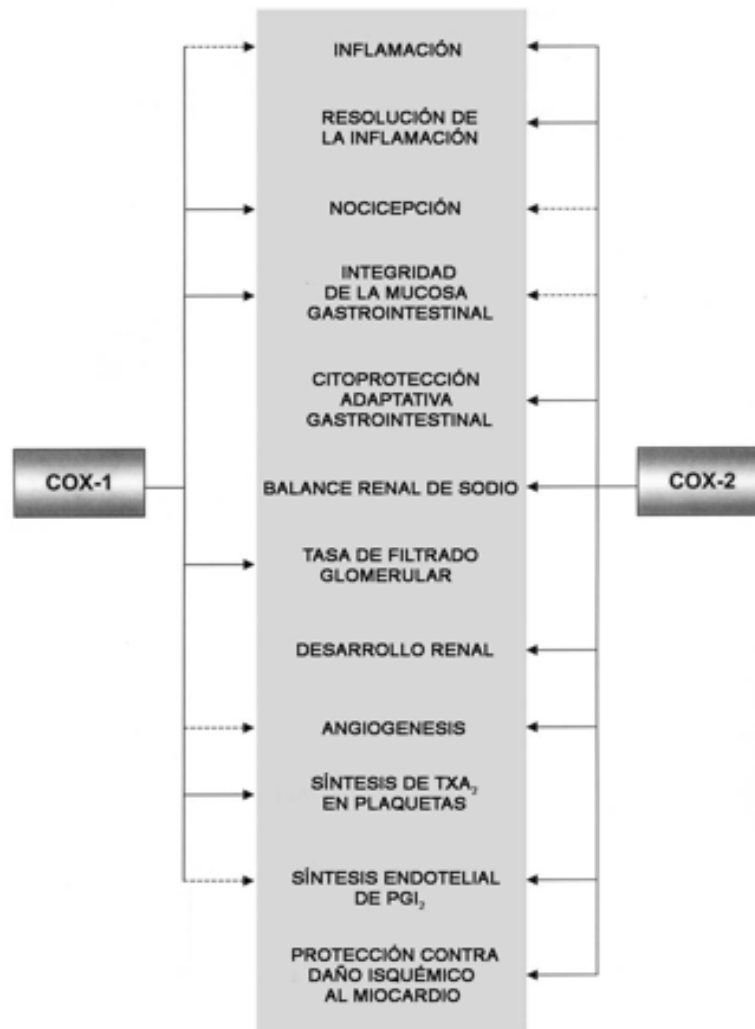 INFLAMACIÓN
RESOLUCIÓN DE
LA INFLAMACIÓN
NOCICEPCIÓN
INTEGRIDAD
DE LA MUCOSA
GASTROINTESTINAL
CITOPROTECCIÓN
ADAPTATIVA
GASTROINTESTINAL
COX-1
BALANCE RENAL DE SODIO
COX-2
TASA DE FILTRADO
GLOMERULAR
DESARROLLO RENAL
ANGIOGENESIS
SÍNTESIS DE TXA₂
EN PLAQUETAS
SÍNTESIS ENDOTELIAL
DE PGI₂
PROTECCIÓN CONTRA
DAÑO ISQUÉMICO
AL MIOCARDIO